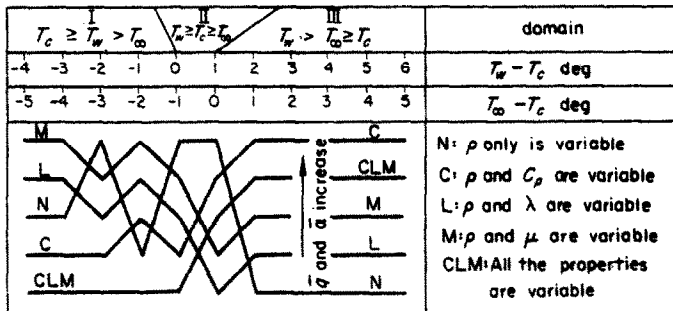 I II III domain
T_c ≥ T_w > T_∞ T_w ≥ T_c ≥ T_∞ T_w > T_∞ ≥ T_c
-4 -3 -2 -1 0 1 2 3 4 5 6 T_w - T_c deg
-5 -4 -3 -2 -1 0 1 2 3 4 5 T_∞ - T_c deg
M
L
N
C
CLM
q̄ and ᾱ increase
C
CLM
M
L
N
N: ρ only is variable
C: ρ and C_p are variable
L: ρ and λ are variable
M: ρ and μ are variable
CLM: All the properties
are variable